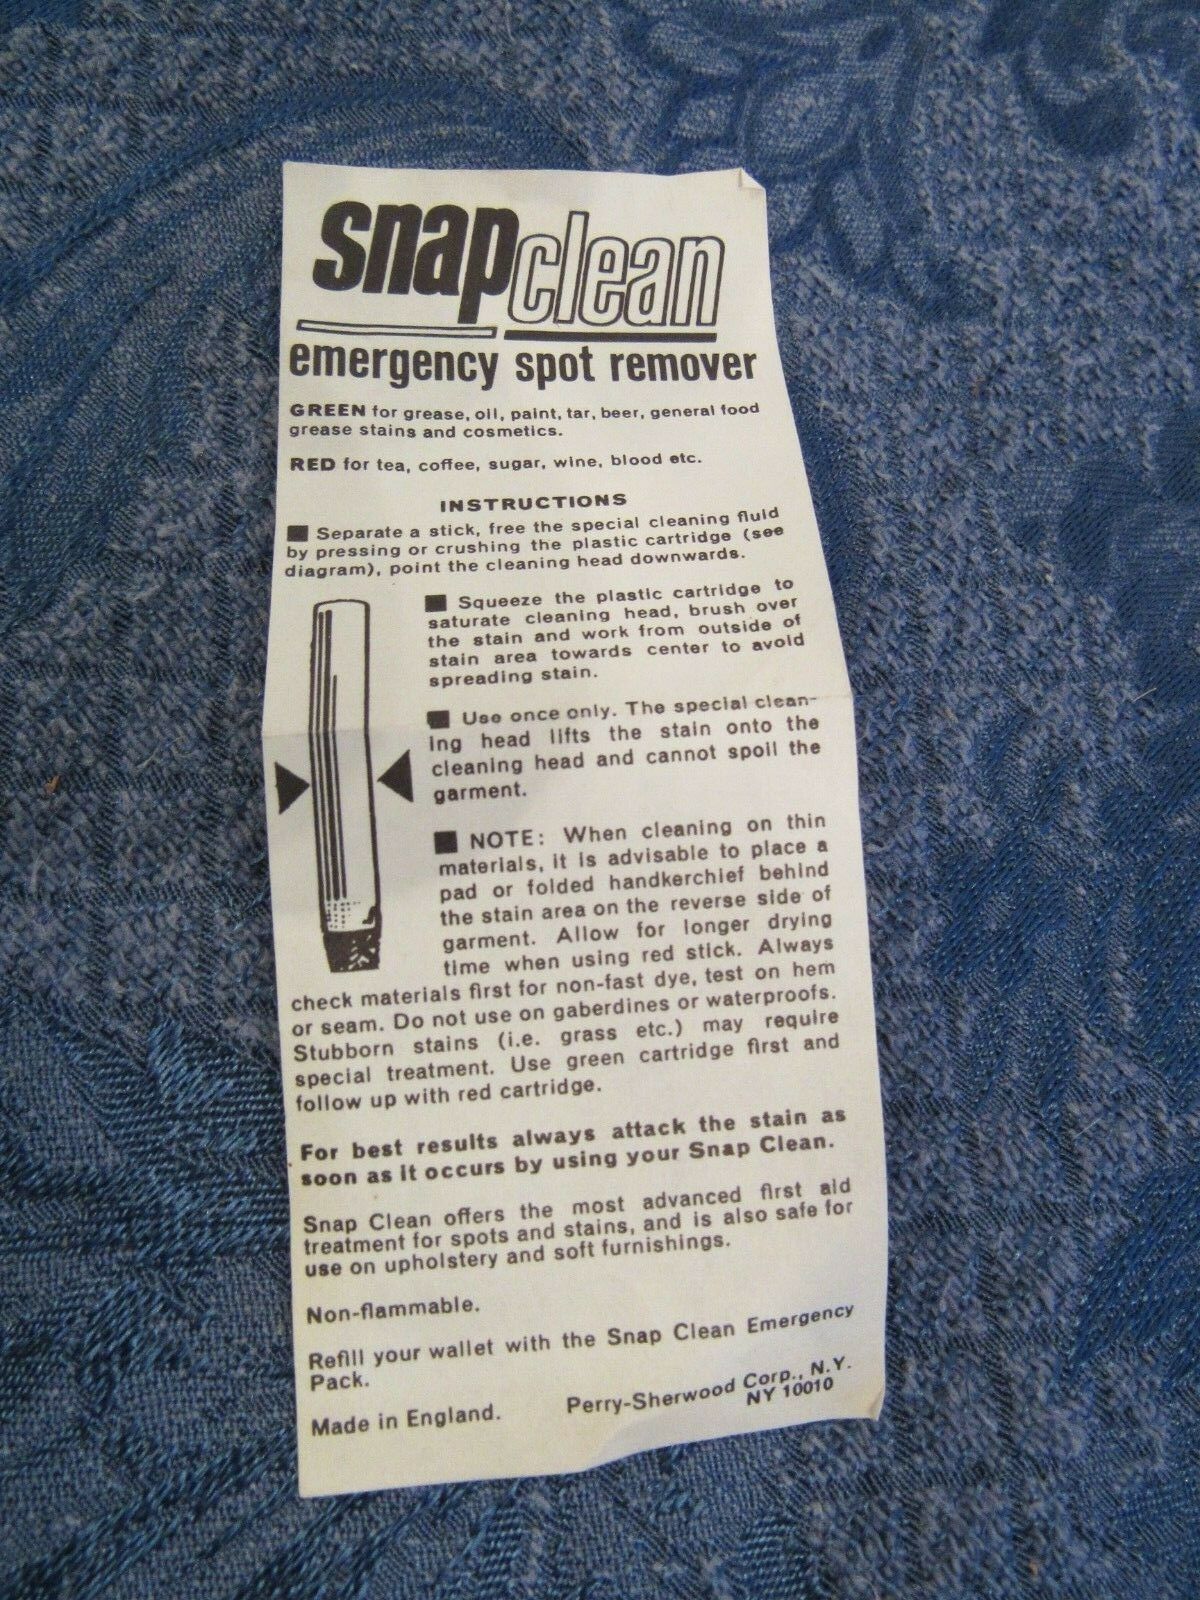 snapclean
emergency spot remover
GREEN for grease, oil, paint, tar, beer, general food
grease stains and cosmetics.
RED for tea, coffee, sugar, wine, blood etc.
INSTRUCTIONS
■ Separate a stick, free the special cleaning fluid
by pressing or crushing the plastic cartridge (see
diagram), point the cleaning head downwards.
■ Squeeze the plastic cartridge to
saturate cleaning head, brush over
the stain and work from outside of
stain area towards center to avoid
spreading stain.
■ Use once only. The special clean-
ing head lifts the stain onto the
cleaning head and cannot spoil the
garment.
■ NOTE: When cleaning on thin
materials, it is advisable to place a
pad or folded handkerchief behind
the stain area on the reverse side of
garment. Allow for longer drying
time when using red stick. Always
check materials first for non-fast dye, test on hem
or seam. Do not use on gaberdines or waterproofs.
Stubborn stains (i.e. grass etc.) may require
special treatment. Use green cartridge first and
follow up with red cartridge.
For best results always attack the stain as
soon as it occurs by using your Snap Clean.
Snap Clean offers the most advanced first aid
treatment for spots and stains, and is also safe for
use on upholstery and soft furnishings.
Non-flammable.
Refill your wallet with the Snap Clean Emergency
Pack.
Made in England. Perry-Sherwood Corp., N.Y.
NY 10010